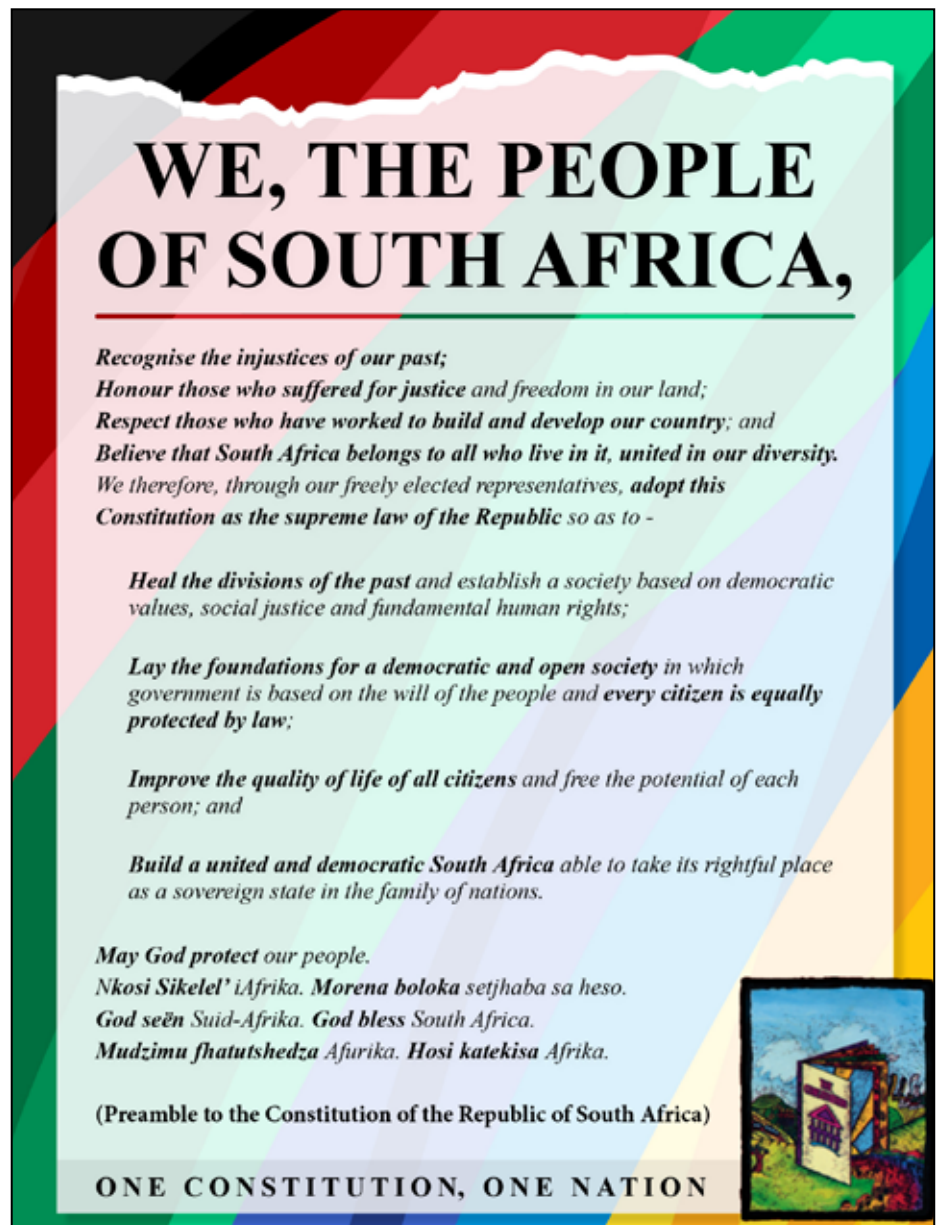 WE, THE PEOPLE
OF SOUTH AFRICA,
Recognise the injustices of our past;
Honour those who suffered for justice and freedom in our land;
Respect those who have worked to build and develop our country; and
Believe that South Africa belongs to all who live in it, united in our diversity.
We therefore, through our freely elected representatives, adopt this
Constitution as the supreme law of the Republic so as to -
Heal the divisions of the past and establish a society based on democratic
values, social justice and fundamental human rights;
Lay the foundations for a democratic and open society in which
government is based on the will of the people and every citizen is equally
protected by law;
Improve the quality of life of all citizens and free the potential of each
person; and
Build a united and democratic South Africa able to take its rightful place
as a sovereign state in the family of nations.
May God protect our people.
Nkosi Sikelel' iAfrika. Morena boloka setjhaba sa heso.
God seën Suid-Afrika. God bless South Africa.
Mudzimu fhatutshedza Afurika. Hosi katekisa Afrika.
(Preamble to the Constitution of the Republic of South Africa)
ONE CONSTITUTION, ONE NATION